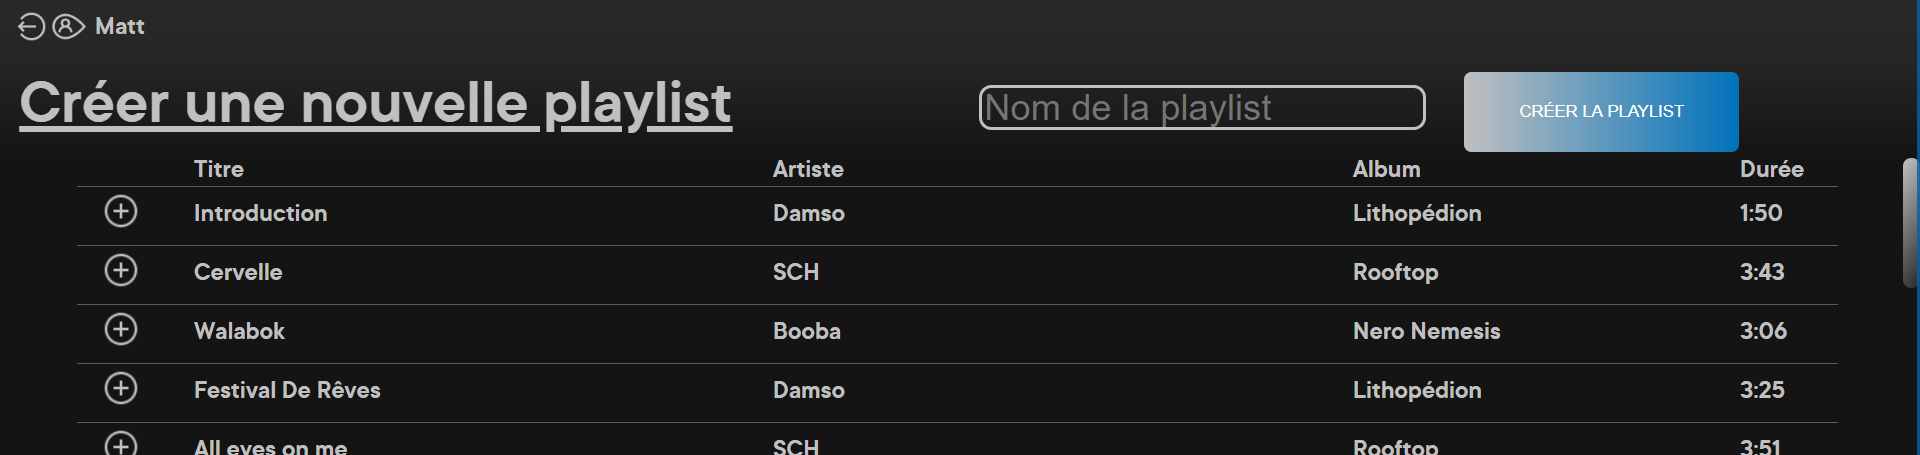 Matt
Créer une nouvelle playlist Nom de la playlist CRÉER LA PLAYLIST
Titre Artiste Album Durée
Introduction Damso Lithopédion 1:50
Cervelle SCH Rooftop 3:43
Walabok Booba Nero Nemesis 3:06
Festival De Rêves Damso Lithopédion 3:25
All eyes on me SCH Rooftop 3:51